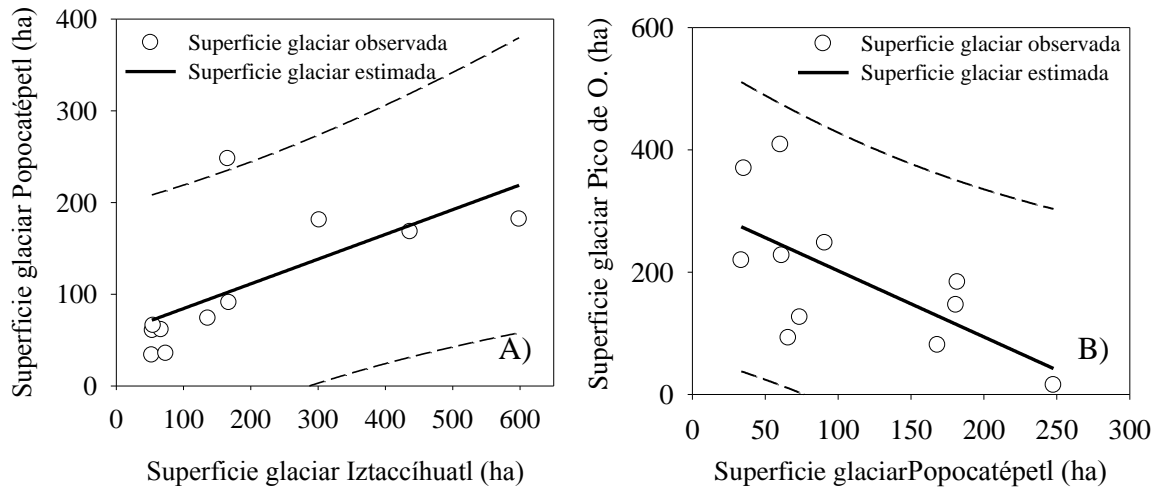 Superficie glaciar Popocatépetl (ha)
400
300
200
100
0
Superficie glaciar observada
Superficie glaciar estimada
A)
0 100 200 300 400 500 600
Superficie glaciar Iztaccíhuatl (ha)
Superficie glaciar Pico de O. (ha)
600
400
200
0
Superficie glaciar observada
Superficie glaciar estimada
B)
0 50 100 150 200 250 300
Superficie glaciarPopocatépetl (ha)